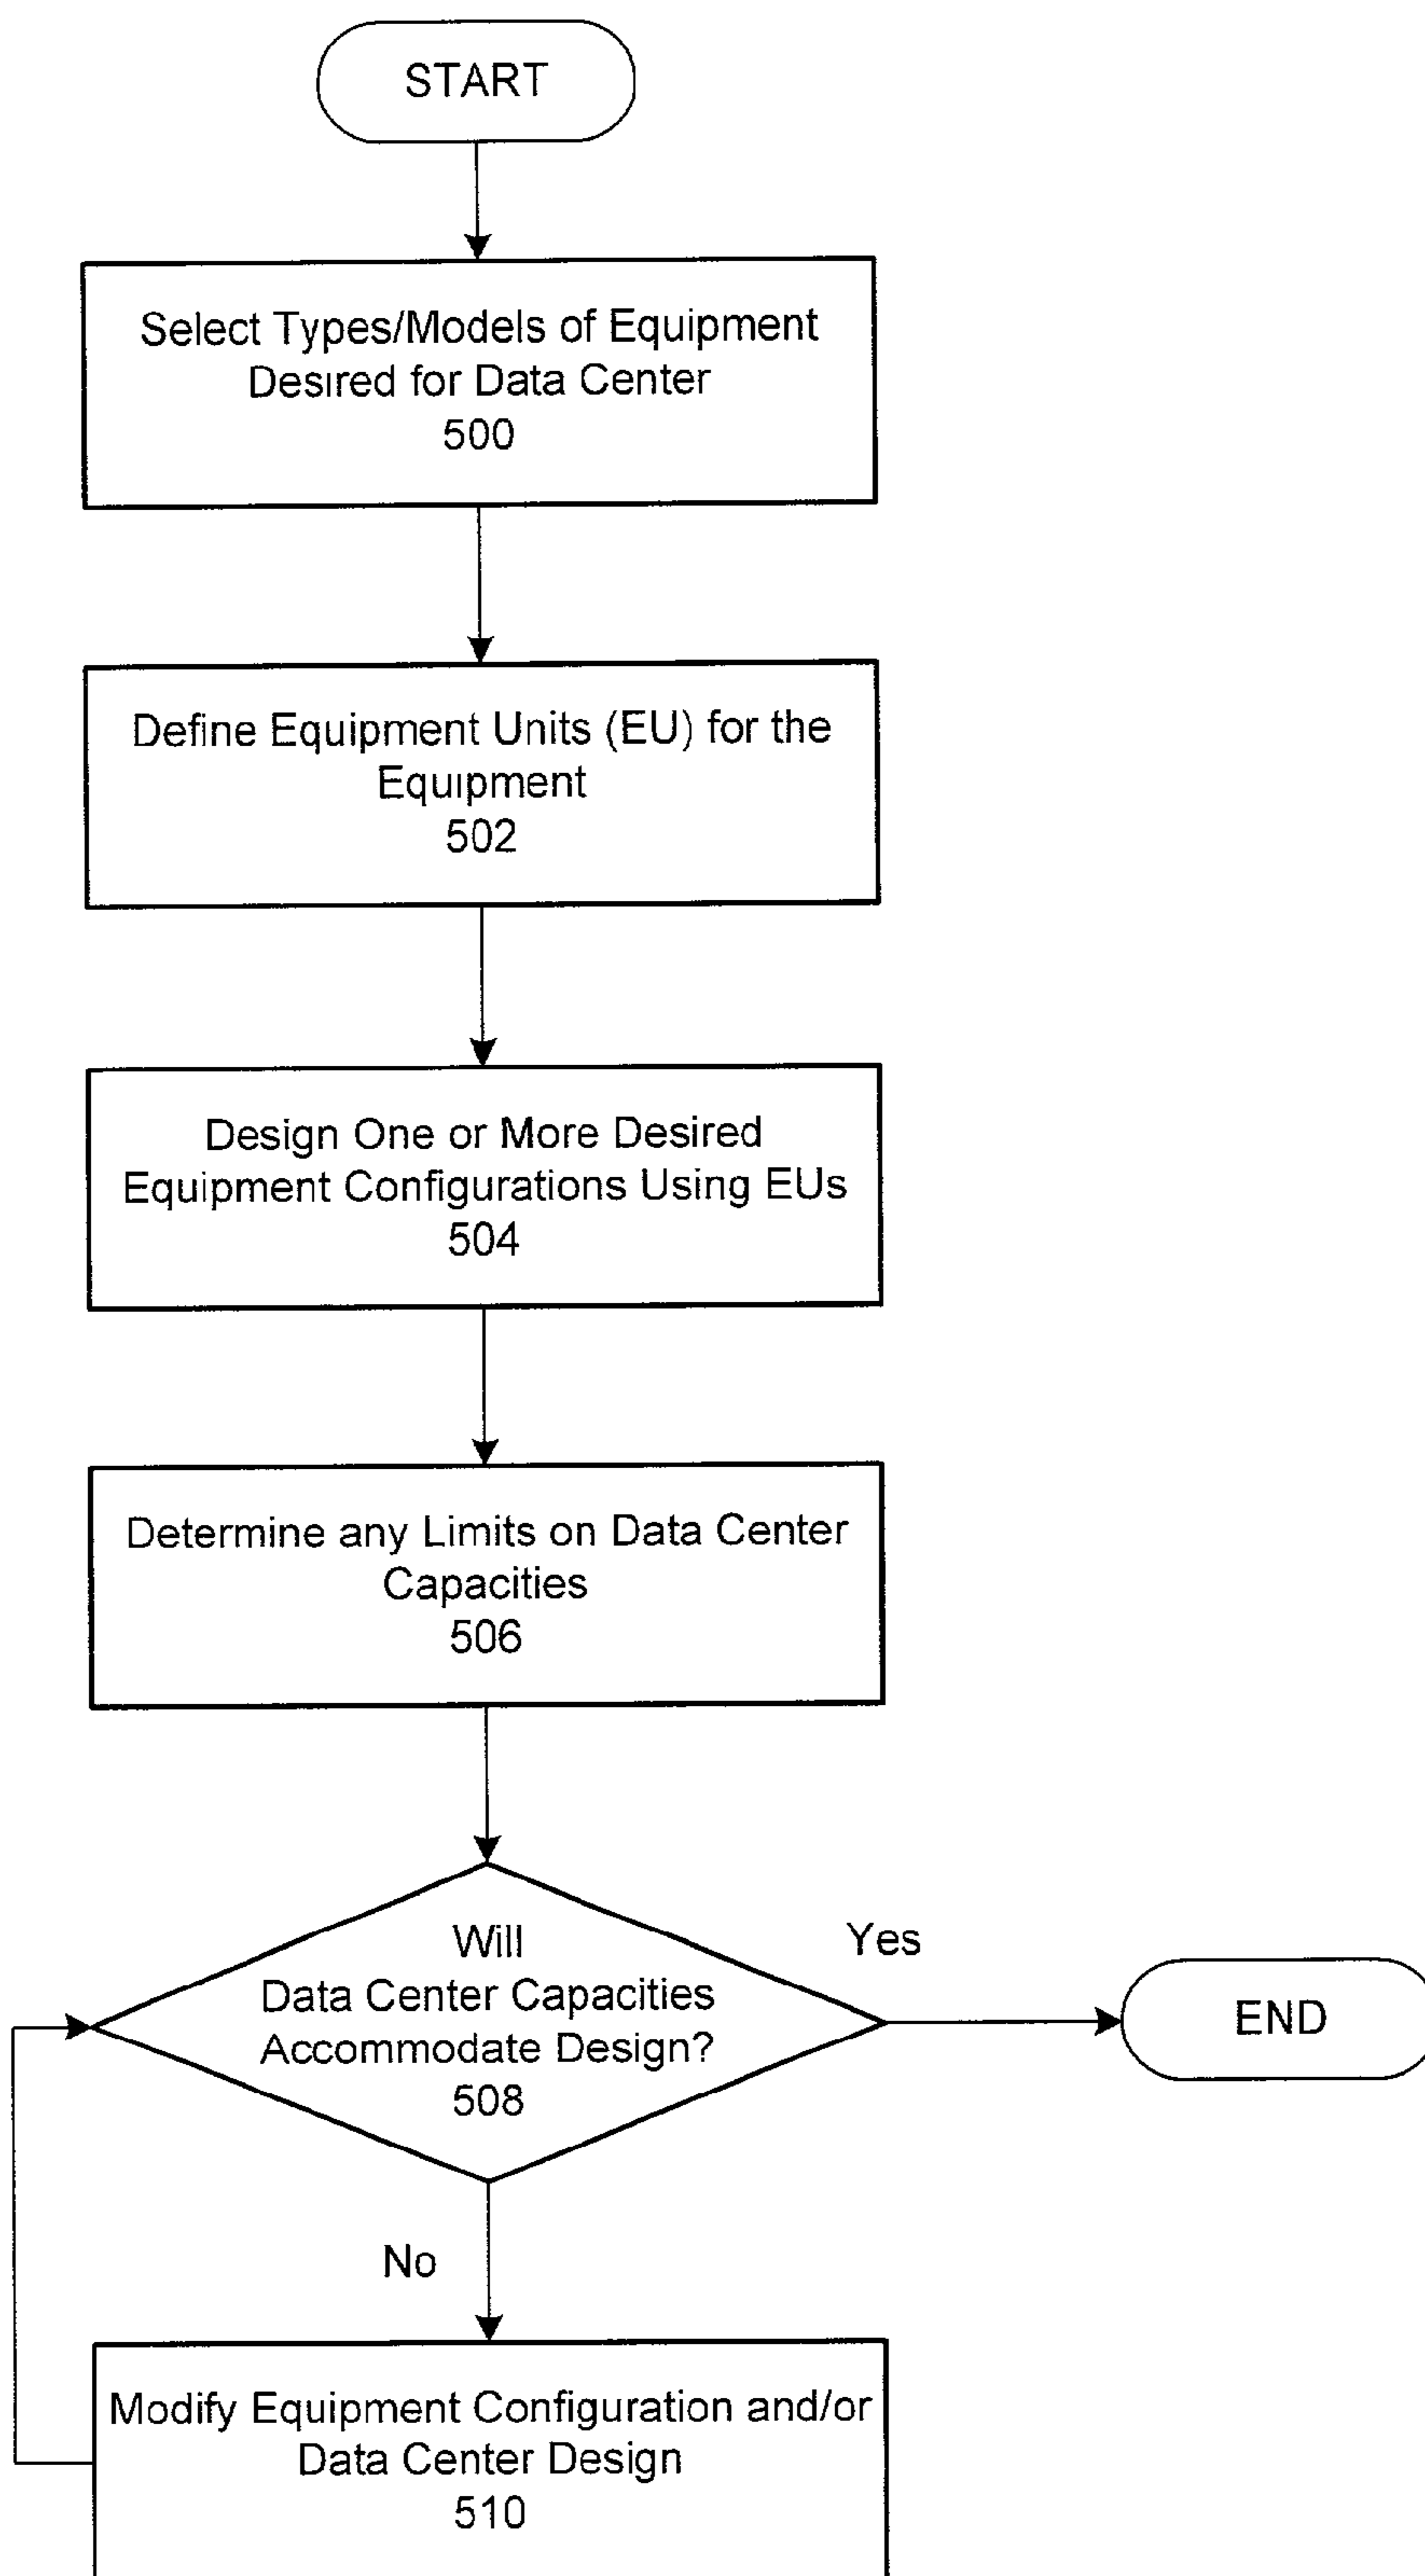 START
Select Types/Models of Equipment
Desired for Data Center
500
Define Equipment Units (EU) for the
Equipment
502
Design One or More Desired
Equipment Configurations Using EUs
504
Determine any Limits on Data Center
Capacities
506
Will
Data Center Capacities
Accommodate Design?
508
Yes
END
No
Modify Equipment Configuration and/or
Data Center Design
510